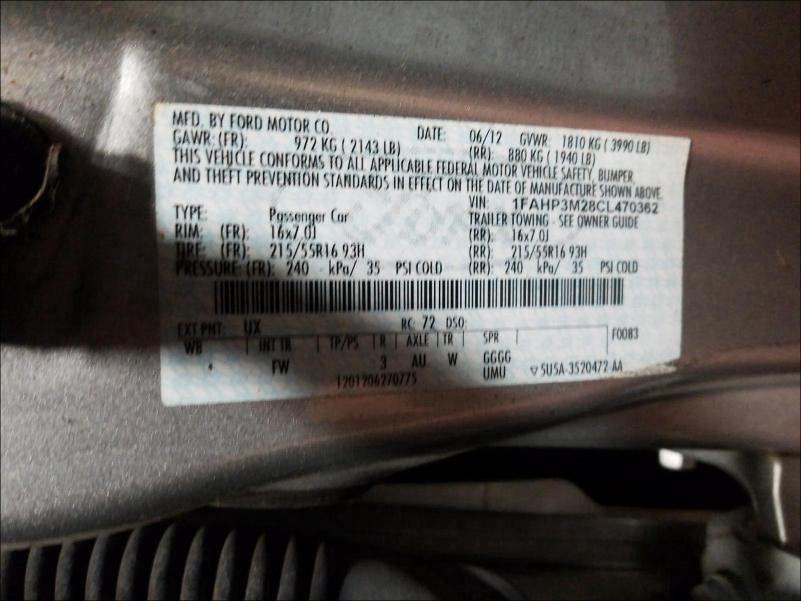 MFD. BY FORD MOTOR CO. DATE: 06/12 GVWR: 1810 KG ( 3990 LB)
GAWR: (FR): 972 KG ( 2143 LB) (RR): 880 KG ( 1940 LB)
THIS VEHICLE CONFORMS TO ALL APPLICABLE FEDERAL MOTOR VEHICLE SAFETY, BUMPER,
AND THEFT PREVENTION STANDARDS IN EFFECT ON THE DATE OF MANUFACTURE SHOWN ABOVE.
VIN: 1FAHP3M28CL470362
TYPE: Passenger Car TRAILER TOWING - SEE OWNER GUIDE
RIM: (FR): 16x7.0J (RR): 16x7.0J
TIRE: (FR): 215/55R16 93H (RR): 215/55R16 93H
PRESSURE: (FR): 240 kPa/ 35 PSI COLD (RR): 240 kPa/ 35 PSI COLD
EXT PNT: UX RC: 72 DSO: F0083
WB INT TR TP/PS R AXLE TR SPR
FW 3 AU W GGGG
UMU
1201206270775 ▽ 5U5A-3520472-AA